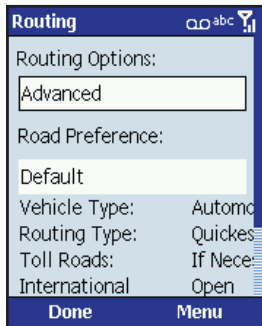 Routing abc
Routing Options:
Advanced
Road Preference:
Default
Vehicle Type: Automo
Routing Type: Quickes
Toll Roads: If Neces
International Open
Done Menu